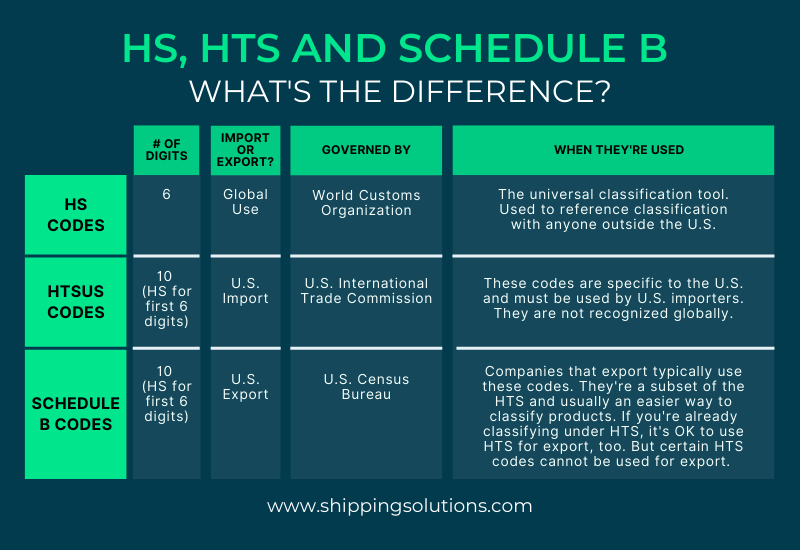 HS, HTS AND SCHEDULE B
WHAT'S THE DIFFERENCE?
# OF
DIGITS
IMPORT
OR
EXPORT?
GOVERNED BY
WHEN THEY'RE USED
HS
CODES
6
Global
Use
World Customs
Organization
The universal classification tool.
Used to reference classification
with anyone outside the U.S.
HTSUS
CODES
10
(HS for
first 6
digits)
U.S.
Import
U.S. International
Trade Commission
These codes are specific to the U.S.
and must be used by U.S. importers.
They are not recognized globally.
SCHEDULE
B CODES
10
(HS for
first 6
digits)
U.S.
Export
U.S. Census
Bureau
Companies that export typically use
these codes. They're a subset of the
HTS and usually an easier way to
classify products. If you're already
classifying under HTS, it's OK to use
HTS for export, too. But certain HTS
codes cannot be used for export.
www.shippingsolutions.com